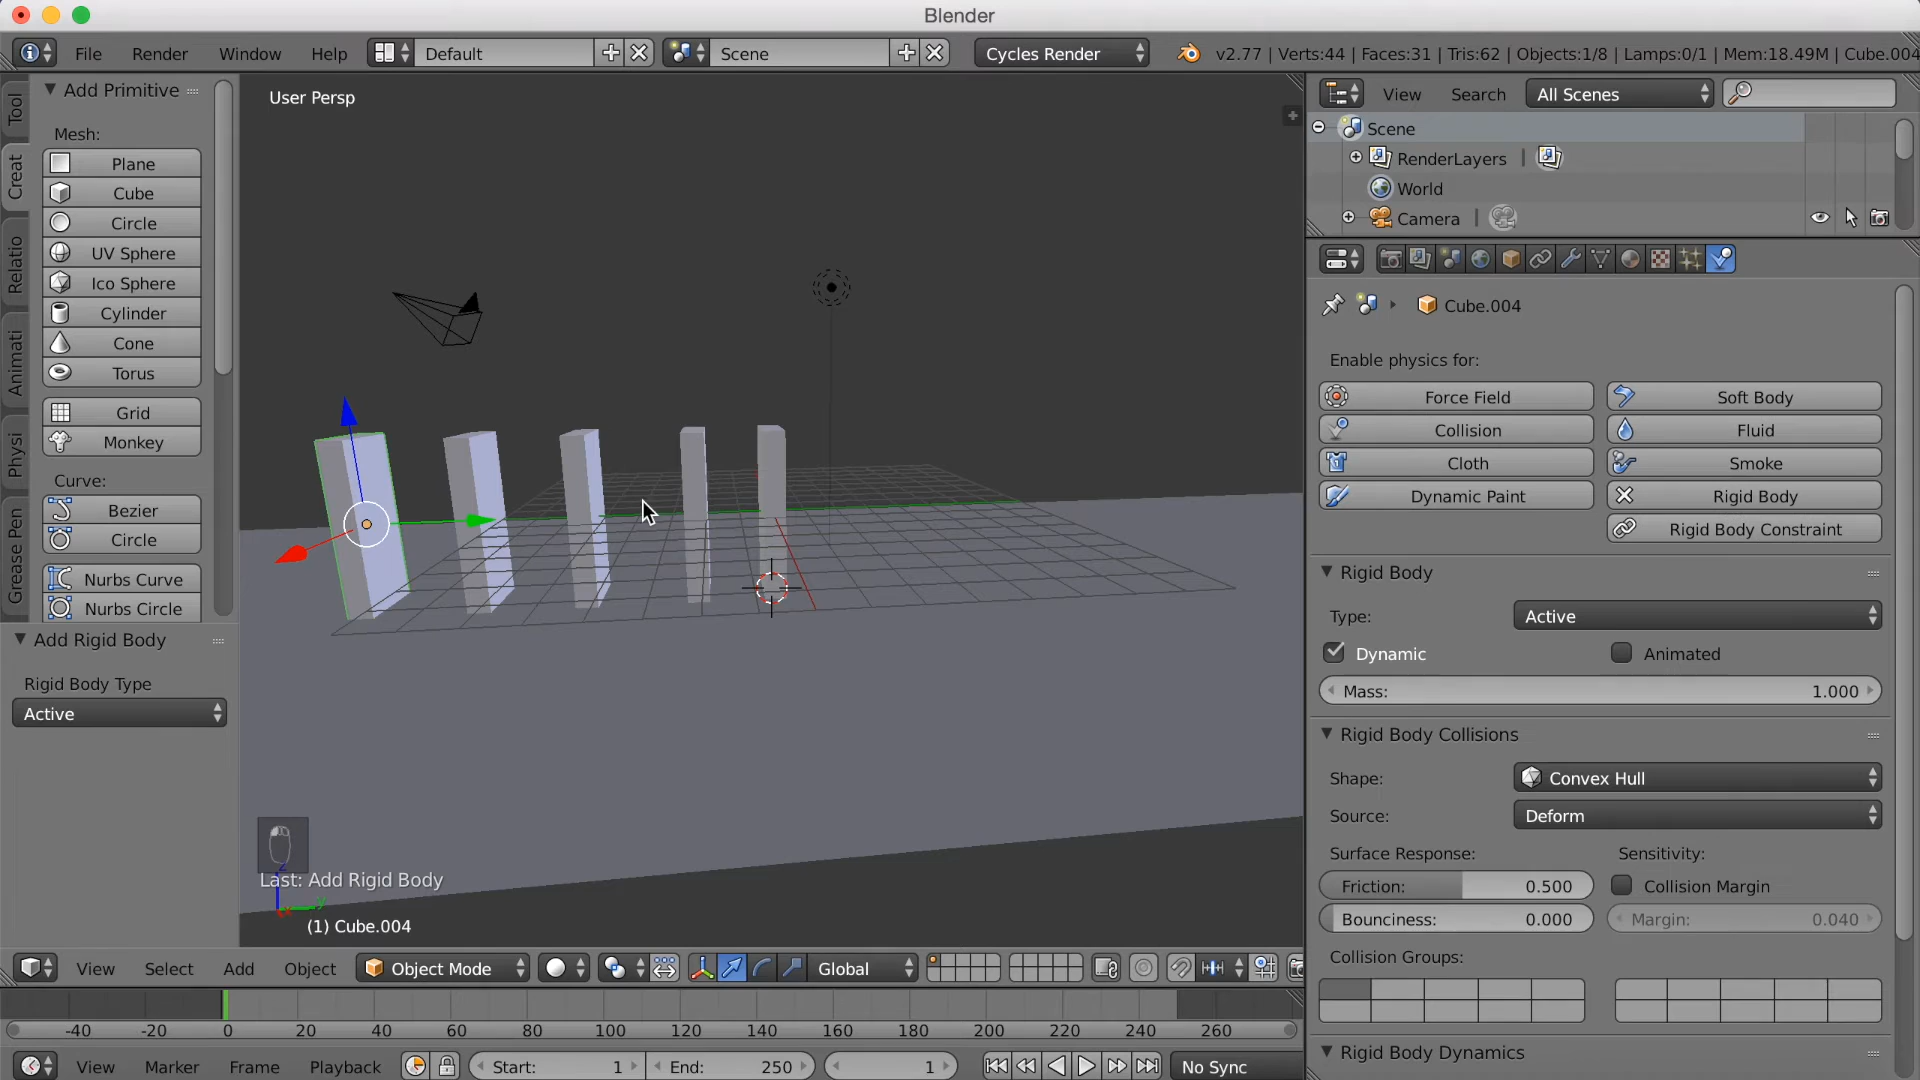 Blender
File Render Window Help Default Scene Cycles Render v2.77 | Verts:44 | Faces:31 | Tris:62 | Objects:1/8 | Lamps:0/1 | Mem:18.49M | Cube.004
Add Primitive
Mesh:
Plane
Cube
Circle
UV Sphere
Ico Sphere
Cylinder
Cone
Torus
Grid
Monkey
Curve:
Bezier
Circle
Nurbs Curve
Nurbs Circle
Tool
Creat
Relatio
Animati
Physi
Grease Pen
Add Rigid Body
Rigid Body Type
Active
User Persp
Last: Add Rigid Body
(1) Cube.004
View Select Add Object Object Mode Global
-40 -20 0 20 40 60 80 100 120 140 160 180 200 220 240 260
View Marker Frame Playback Start: 1 End: 250 1 No Sync
View Search All Scenes
Scene
RenderLayers
World
Camera
Cube.004
Enable physics for:
Force Field Soft Body
Collision Fluid
Cloth Smoke
Dynamic Paint Rigid Body
Rigid Body Constraint
Rigid Body
Type: Active
Dynamic Animated
Mass: 1.000
Rigid Body Collisions
Shape: Convex Hull
Source: Deform
Surface Response: Sensitivity:
Friction: 0.500 Collision Margin
Bounciness: 0.000 Margin: 0.040
Collision Groups:
Rigid Body Dynamics